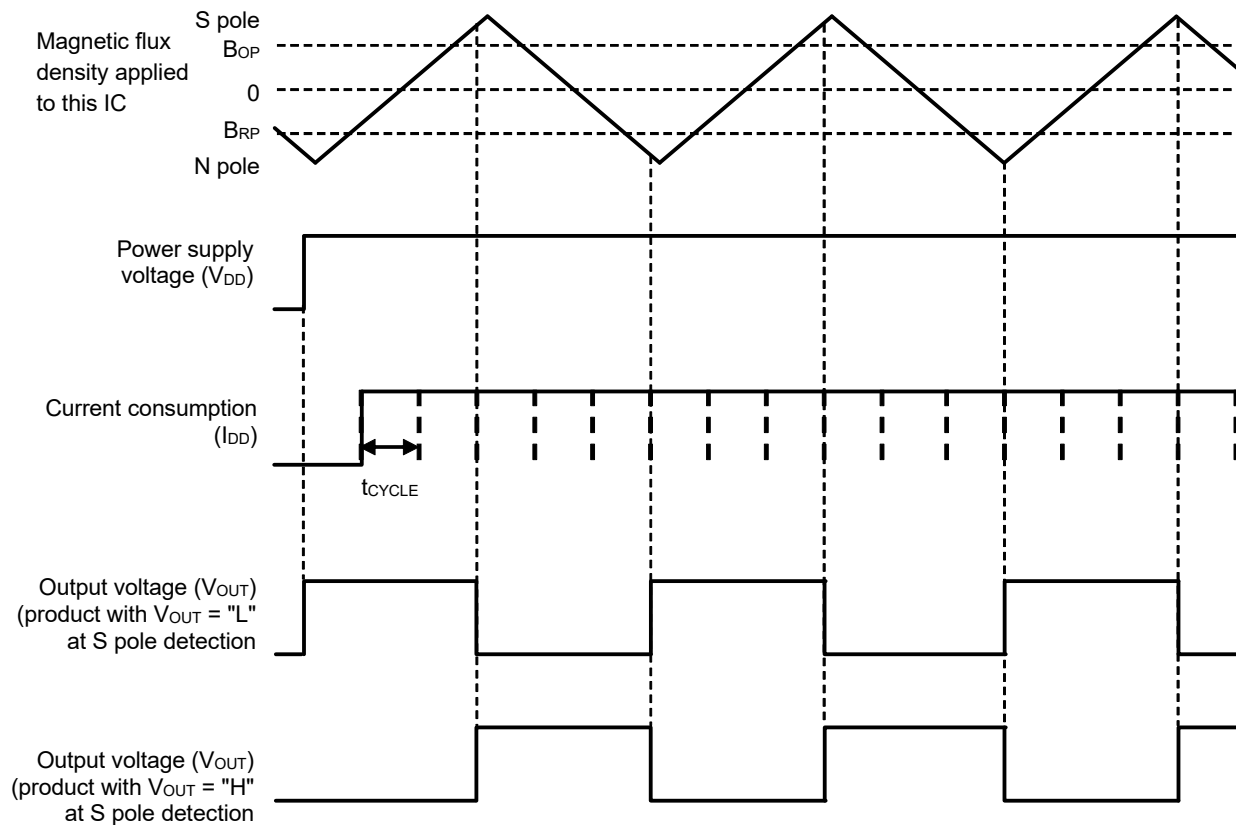 S pole
Magnetic flux
density applied
to this IC
BOP
0
BRP
N pole
Power supply
voltage (VDD)
Current consumption
(IDD)
tCYCLE
Output voltage (VOUT)
(product with VOUT = "L"
at S pole detection
Output voltage (VOUT)
(product with VOUT = "H"
at S pole detection